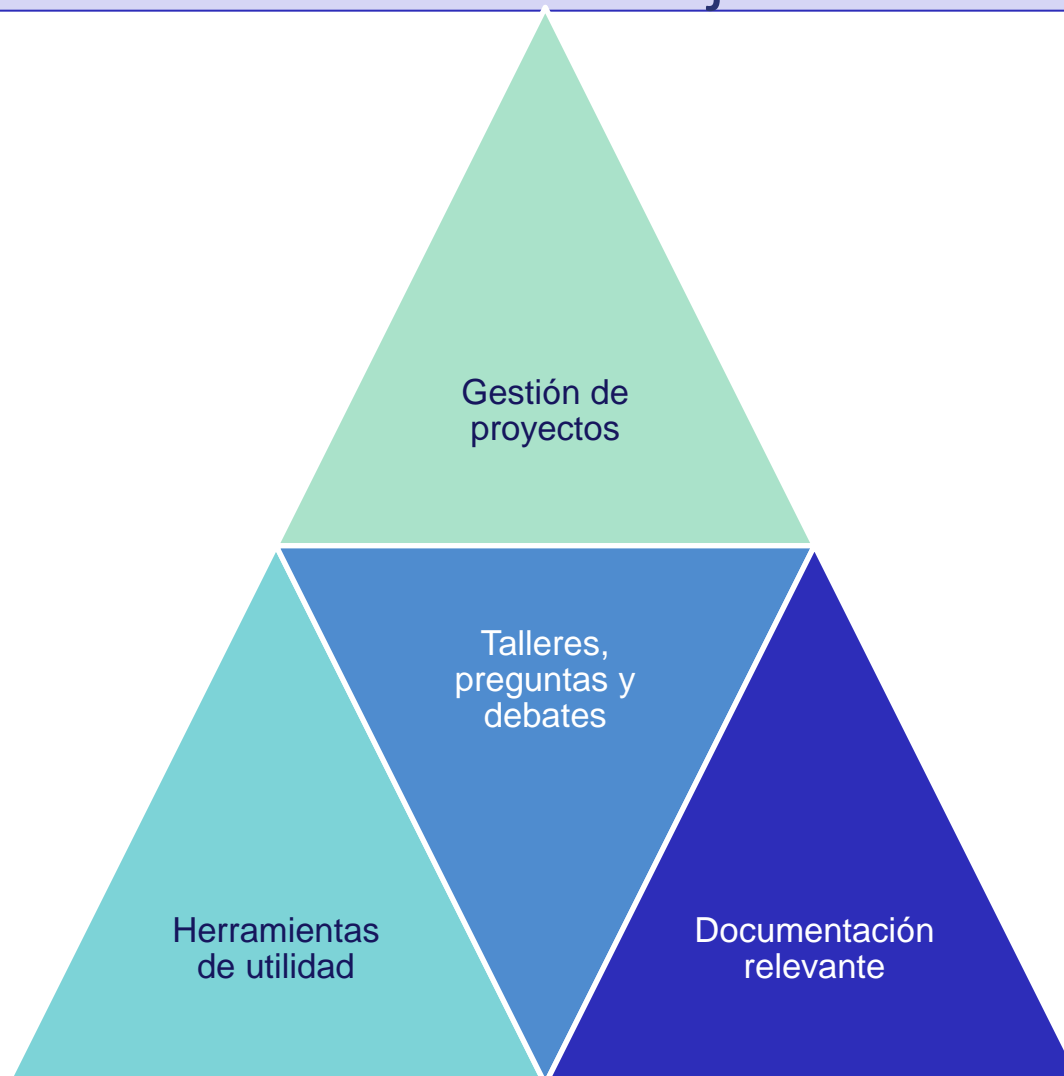 Gestión de
proyectos
Talleres,
preguntas y
debates
Herramientas
de utilidad
Documentación
relevante